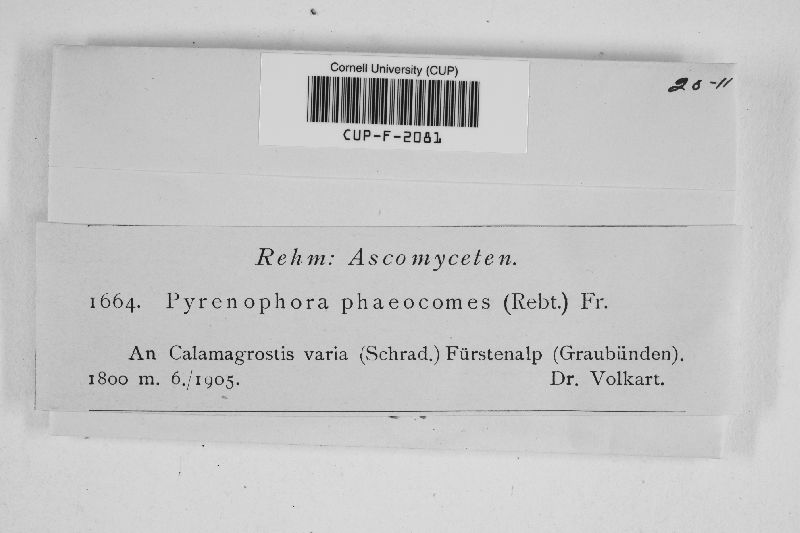 Cornell University (CUP)
CUP-F-2081
20-11
Rehm: Ascomyceten.
1664. Pyrenophora phaeocomes (Rebt.) Fr.
An Calamagrostis varia (Schrad.) Fürstenalp (Graubünden).
1800 m. 6./1905. Dr. Volkart.